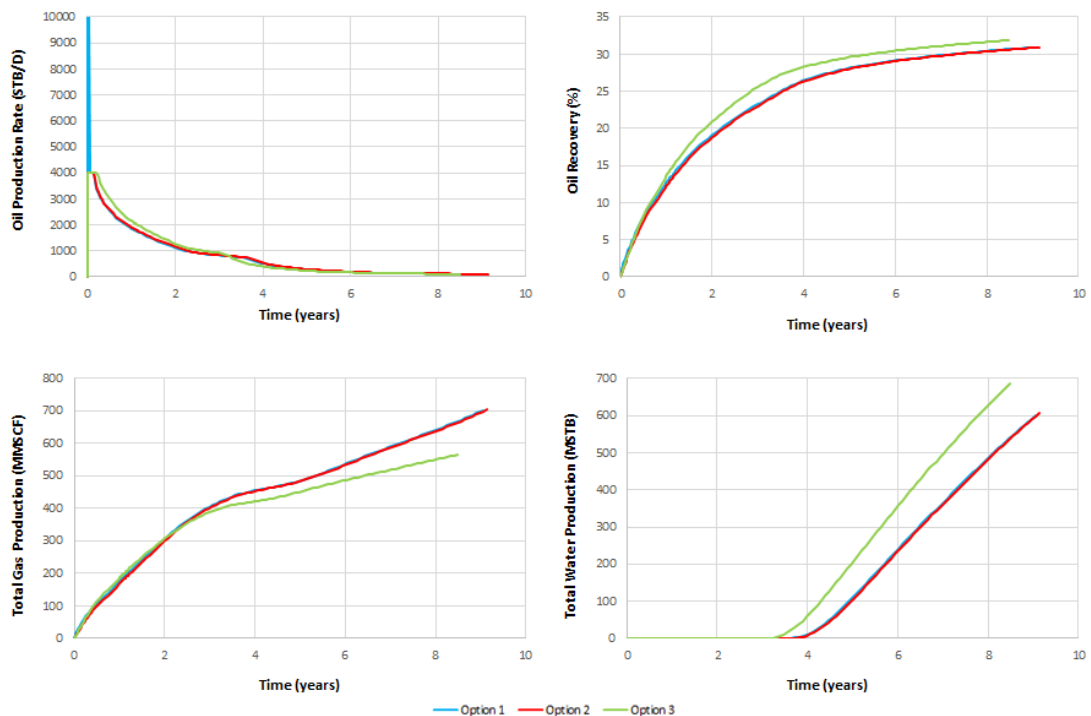 Oil Production Rate (STB/D)
10000
9000
8000
7000
6000
5000
4000
3000
2000
1000
0
0 2 4 6 8 10
Time (years)
Oil Recovery (%)
35
30
25
20
15
10
5
0
0 2 4 6 8 10
Time (years)
Total Gas Production (MMSCF)
800
700
600
500
400
300
200
100
0
0 2 4 6 8 10
Time (years)
Total Water Production (MSTB)
700
600
500
400
300
200
100
0
0 2 4 6 8 10
Time (years)
Option 1 Option 2 Option 3